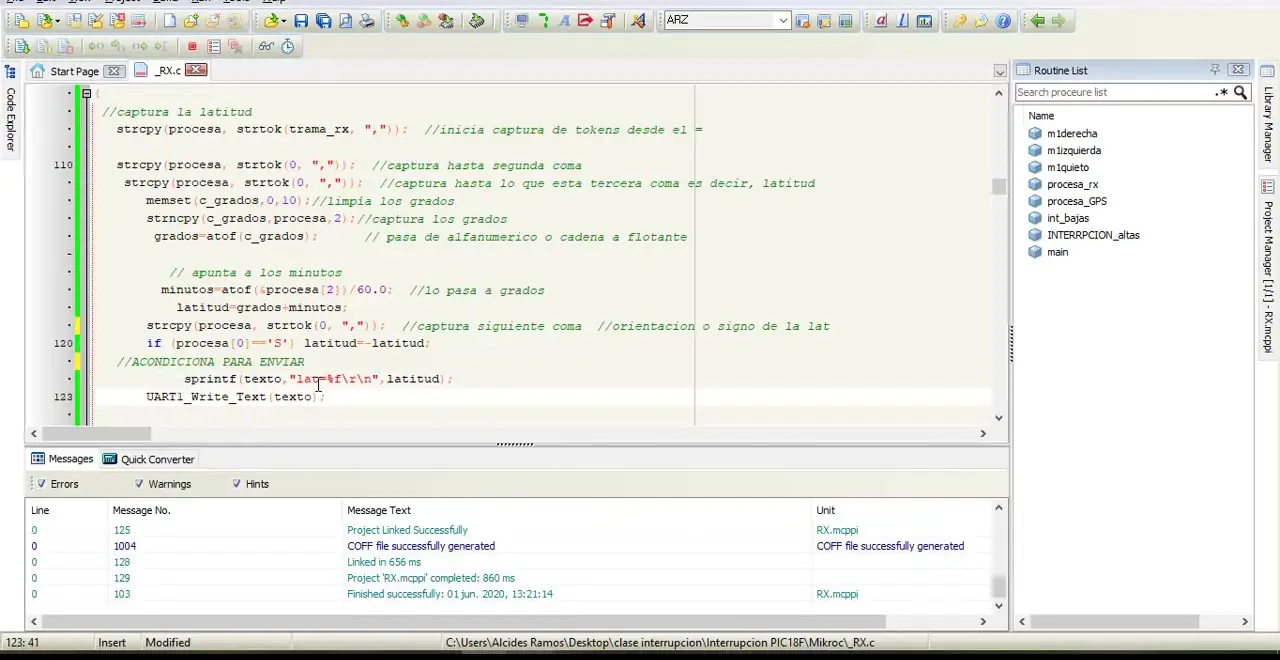 ARZ
Start Page
_RX.c
Code Explorer
{
//captura la latitud
strcpy(procesa, strtok(trama_rx, ","));  //inicia captura de tokens desde el =
110 strcpy(procesa, strtok(0, ","));  //captura hasta segunda coma
strcpy(procesa, strtok(0, ","));  //captura hasta lo que esta tercera coma es decir, latitud
memset(c_grados,0,10);//limpia los grados
strncpy(c_grados,procesa,2);//captura los grados
grados=atof(c_grados);      // pasa de alfanumerico o cadena a flotante
// apunta a los minutos
minutos=atof(&procesa[2])/60.0;  //lo pasa a grados
latitud=grados+minutos;
strcpy(procesa, strtok(0, ","));  //captura siguiente coma  //orientacion o signo de la lat
120 if (procesa[0]=='S') latitud=-latitud;
//ACONDICIONA PARA ENVIAR
sprintf(texto,"lat=%f\r\n",latitud);
123 UART1_Write_Text(texto);
Routine List
Search proceure list
.*
Name
m1derecha
m1izquierda
m1quieto
procesa_rx
procesa_GPS
int_bajas
INTERRPCION_altas
main
Library Manager
Project Manager [1/1] - RX.mcppi
Messages Quick Converter
Errors Warnings Hints
Line Message No. Message Text Unit
0 125 Project Linked Successfully RX.mcppi
0 1004 COFF file successfully generated COFF file successfully generated
0 128 Linked in 656 ms
0 129 Project 'RX.mcppi' completed: 860 ms
0 103 Finished successfully: 01 jun. 2020, 13:21:14 RX.mcppi
123: 41 Insert Modified C:\Users\Alcides Ramos\Desktop\clase interrupcion\Interrupcion PIC18F\Mikroc\_RX.c